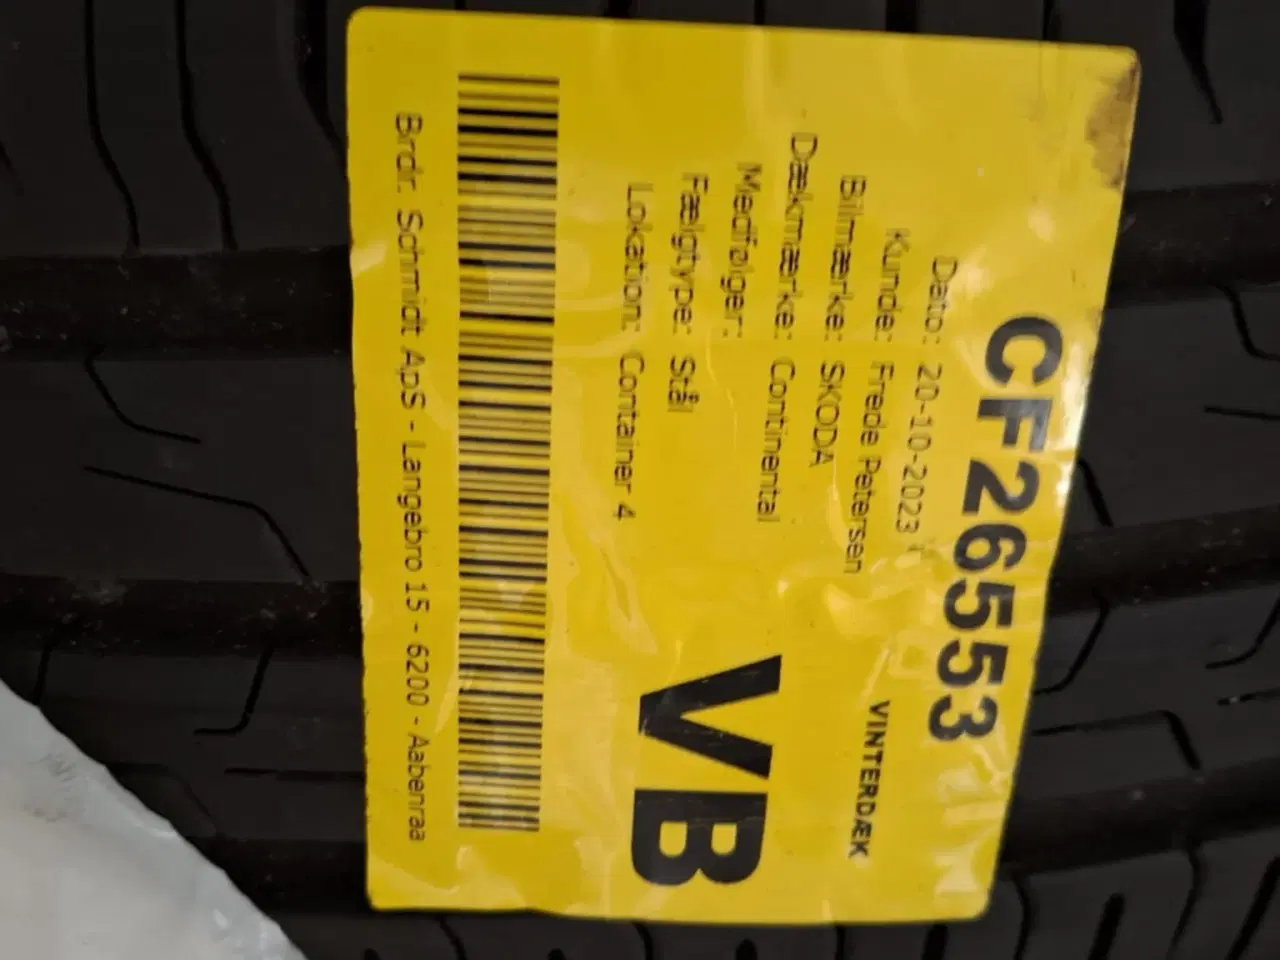 CF26553
Dato: 20-10-2023
Kunde: Frede Petersen
Bilmærke: SKODA
VINTERDÆK
Dækmærke: Continental
Medfølger:
Fælgtype: Stål
Lokation: Container 4
VB
Brdr. Schmidt ApS - Langebro 15 - 6200 - Aabenraa